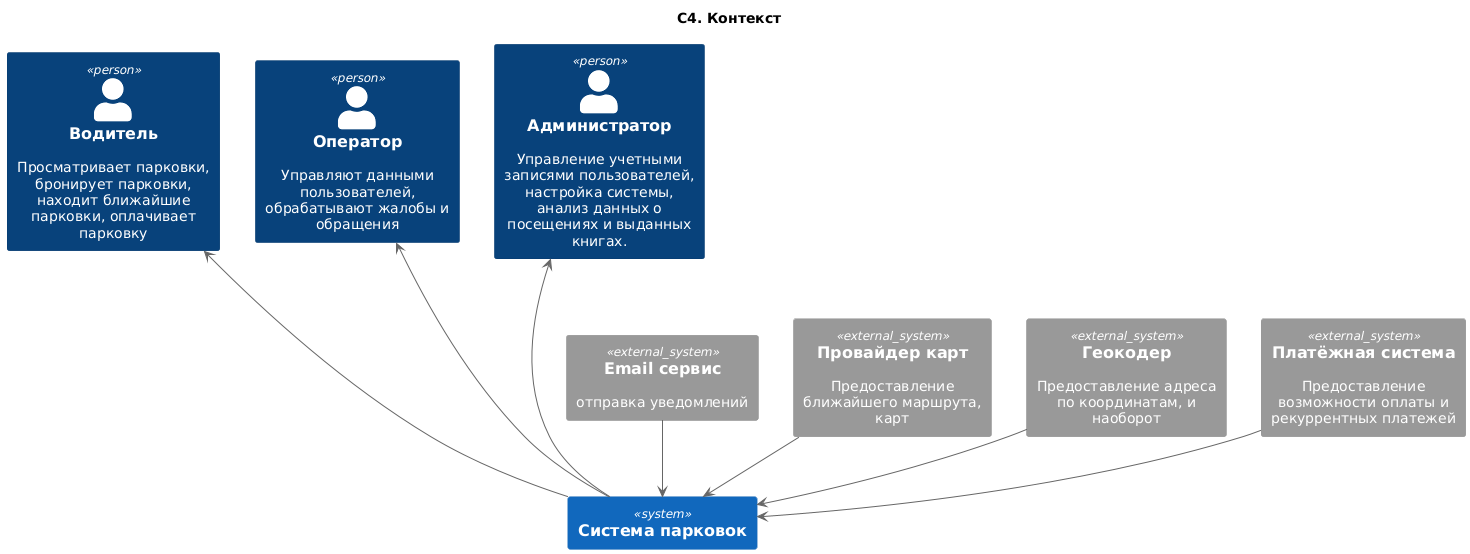 C4. Контекст
«person»
Водитель
Просматривает парковки,
бронирует парковки,
находит ближайшие
парковки, оплачивает
парковку
«person»
Оператор
Управляют данными
пользователей,
обрабатывают жалобы и
обращения
«person»
Администратор
Управление учетными
записями пользователей,
настройка системы,
анализ данных о
посещениях и выданных
книгах.
«external_system»
Email сервис
отправка уведомлений
«external_system»
Провайдер карт
Предоставление
ближайшего маршрута,
карт
«external_system»
Геокодер
Предоставление адреса
по координатам, и
наоборот
«external_system»
Платёжная система
Предоставление
возможности оплаты и
рекуррентных платежей
«system»
Система парковок